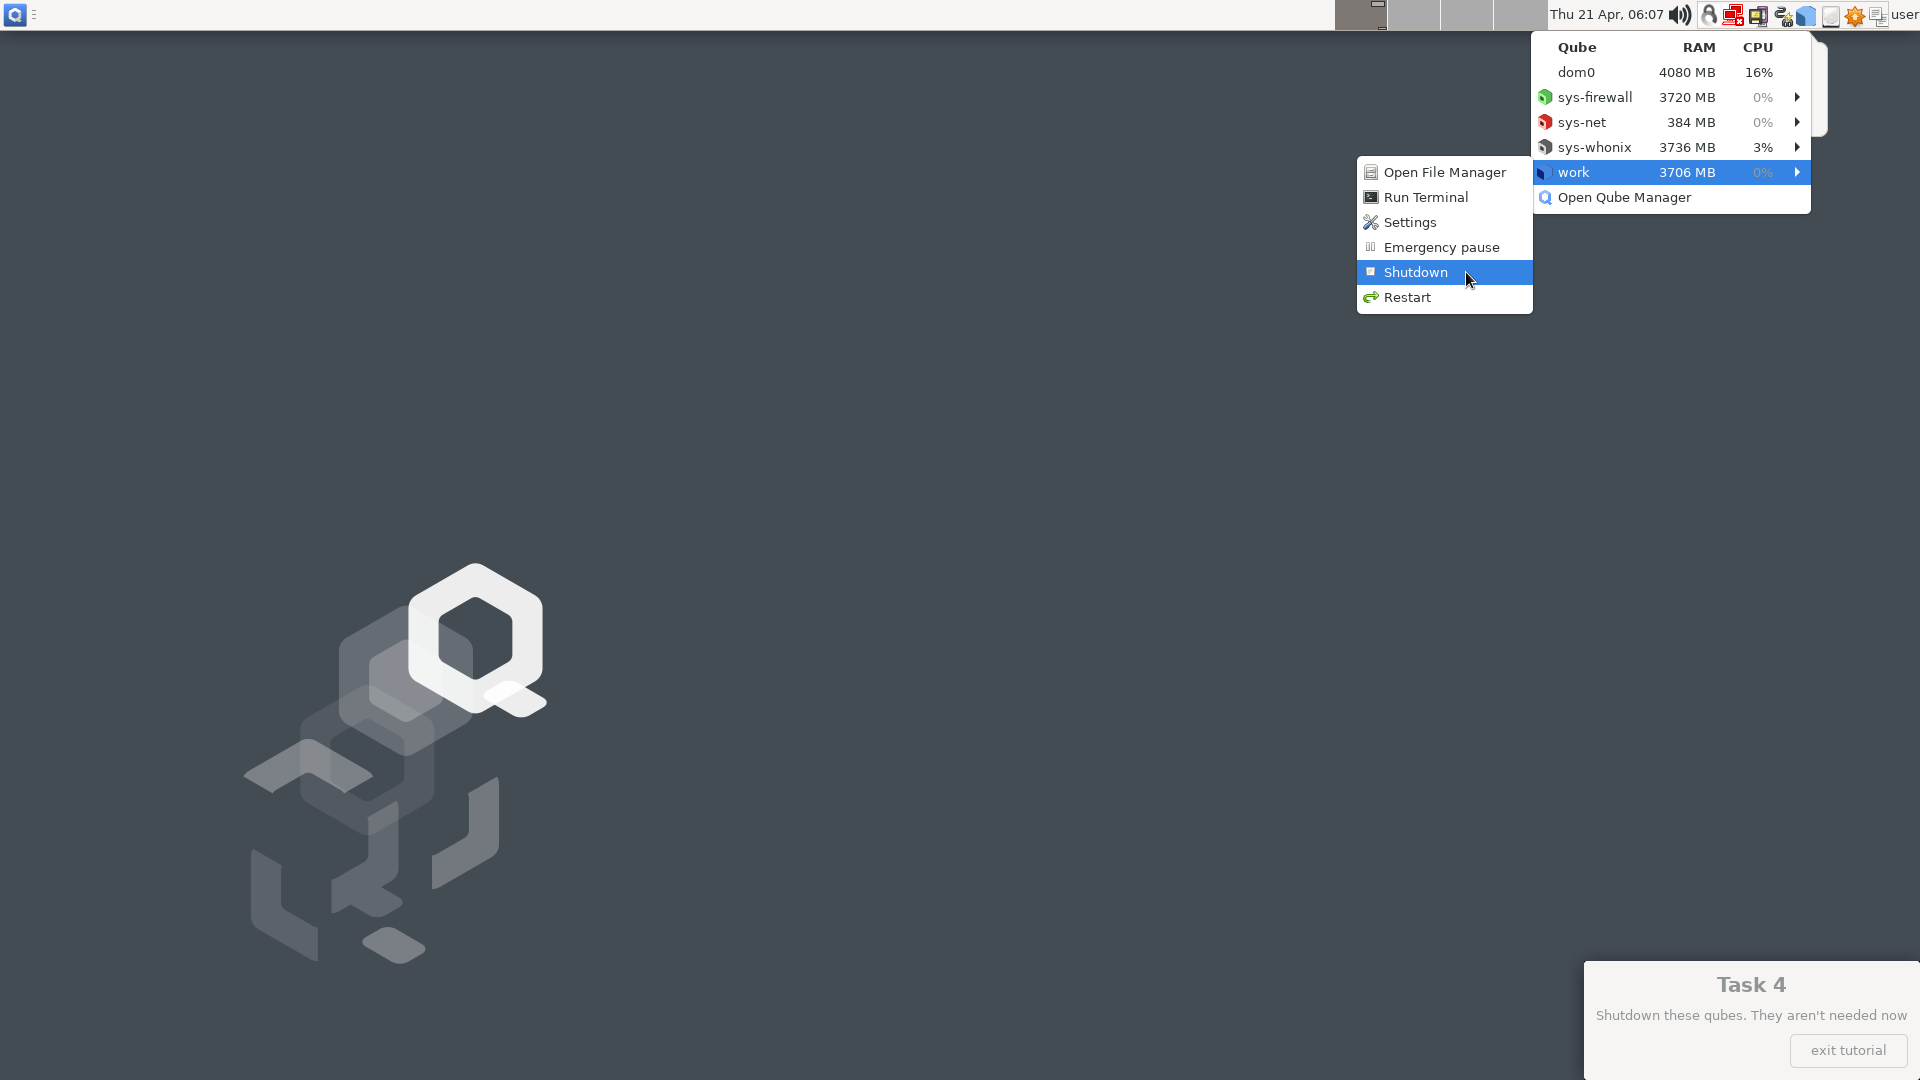 Thu 21 Apr, 06:07
user
Qube RAM CPU
dom0 4080 MB 16%
sys-firewall 3720 MB 0%
sys-net 384 MB 0%
sys-whonix 3736 MB 3%
work 3706 MB 0%
Open Qube Manager
Open File Manager
Run Terminal
Settings
Emergency pause
Shutdown
Restart
Task 4
Shutdown these qubes. They aren't needed now
exit tutorial